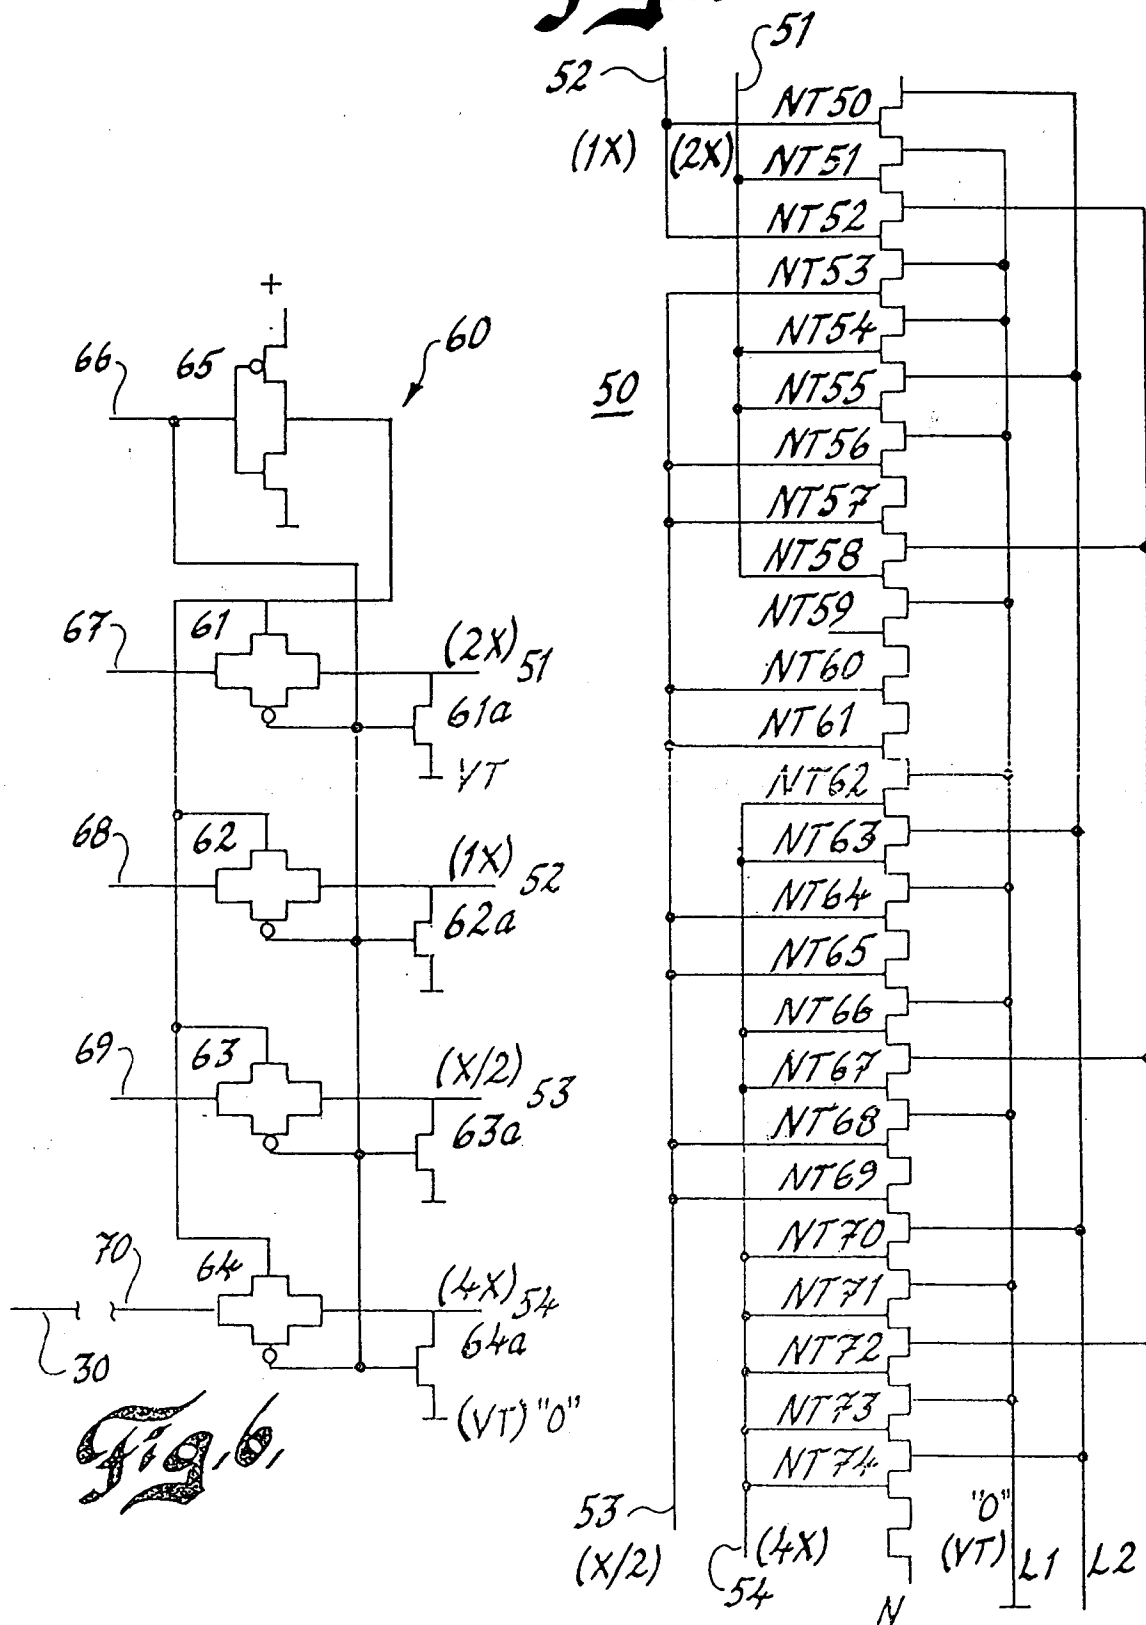 51
52
NT50
(1X)
(2X)
NT51
NT52
NT53
+
NT54
66
65
60
50
NT55
NT56
NT57
NT58
67
61
(2X)
51
NT59
61a
NT60
VT
NT61
NT62
68
62
(1X)
52
NT63
62a
NT64
NT65
69
63
(X/2)
53
NT66
63a
NT67
NT68
NT69
70
64
(4X)
54
NT70
64a
NT71
30
NT72
(VT) "0"
NT73
Fig. 6.
NT74
53
(X/2)
54
(4X)
"0"
(VT)
L1
L2
N